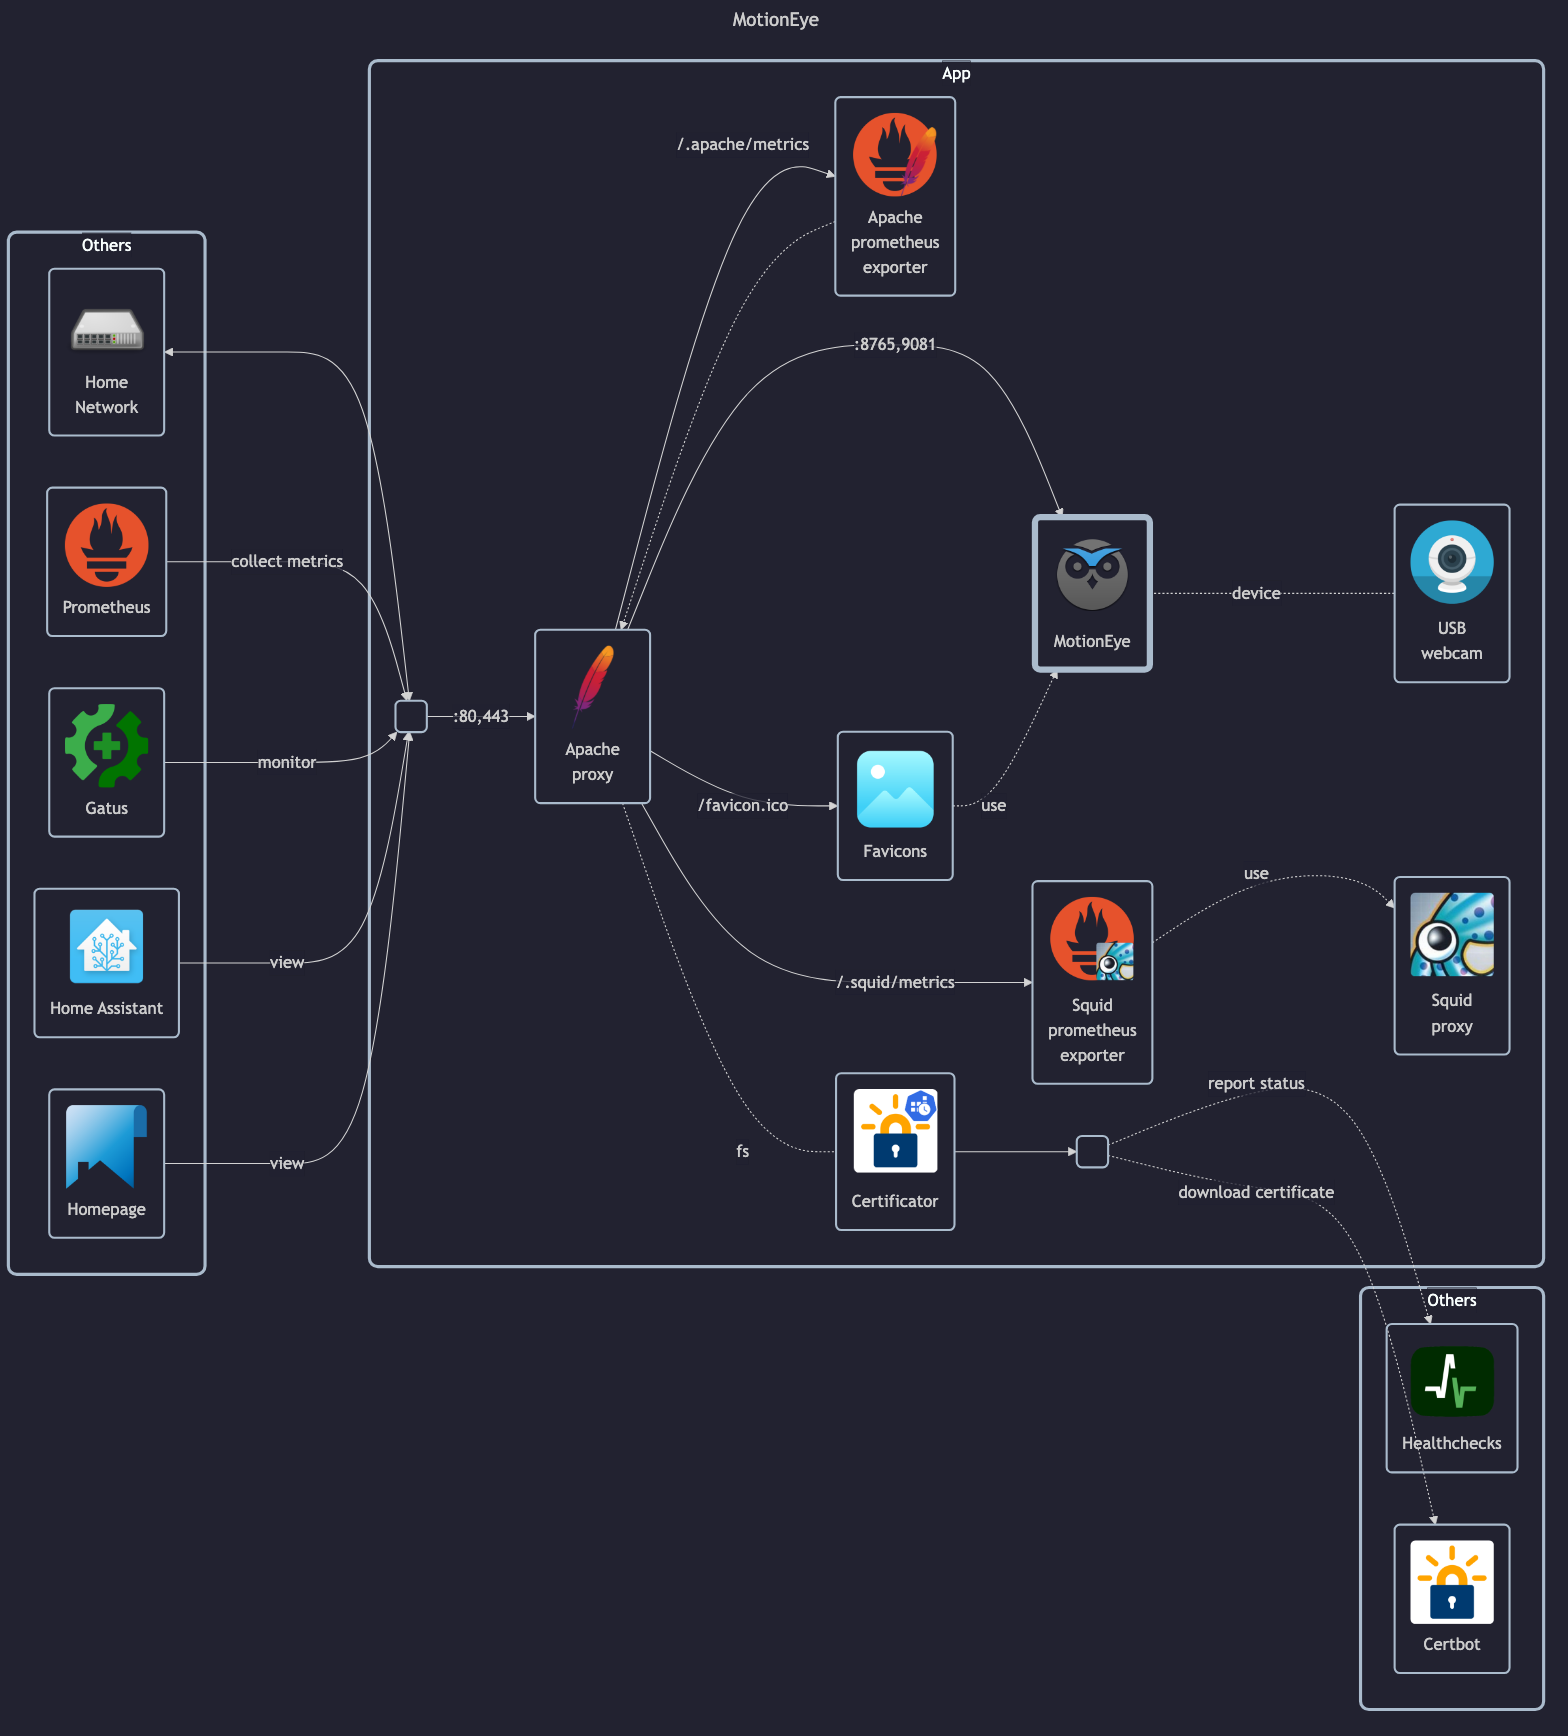 MotionEye
App
/.apache/metrics
Apache
prometheus
exporter
Others
Home
Network
:8765,9081
collect metrics
Prometheus
device
USB
webcam
MotionEye
:80,443
Apache
proxy
monitor
Gatus
/favicon.ico
use
Favicons
use
view
Home Assistant
/.squid/metrics
Squid
prometheus
exporter
Squid
proxy
report status
fs
view
Homepage
Certificator
download certificate
Others
Healthchecks
Certbot